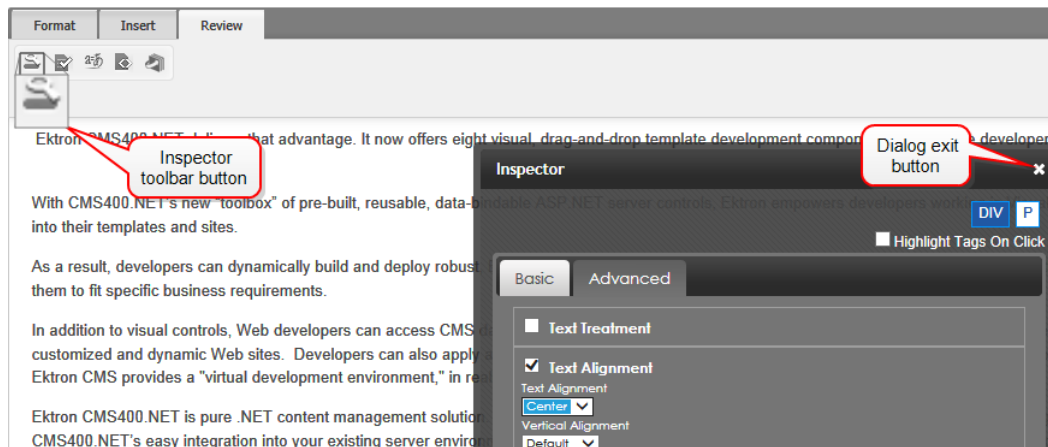 Format Insert Review
Inspector
toolbar button
Dialog exit
button
Ektron CMS400.NET that advantage. It now offers eight visual, drag-and-drop template development developer
With CMS400.NET's new "toolbox" of pre-built, reusable, data-bindable ASP.NET server controls, Ektron empowers developers
into their templates and sites.
As a result, developers can dynamically build and deploy robust
them to fit specific business requirements.
In addition to visual controls, Web developers can access CMS
customized and dynamic Web sites. Developers can also apply
Ektron CMS provides a "virtual development environment," in
Ektron CMS400.NET is pure .NET content management solution
CMS400.NET's easy integration into your existing server
Inspector
DIV P
Highlight Tags On Click
Basic Advanced
Text Treatment
Text Alignment
Text Alignment
Center
Vertical Alignment
Default